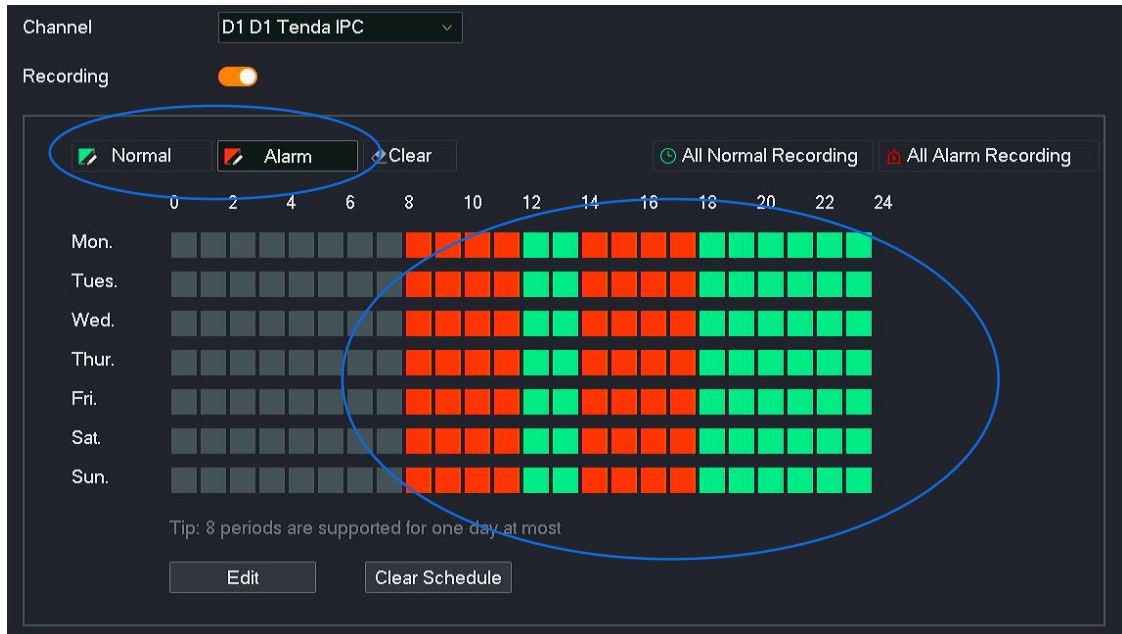 Channel D1 D1 Tenda IPC
Recording
Normal Alarm Clear All Normal Recording All Alarm Recording
0 2 4 6 8 10 12 14 16 18 20 22 24
Mon.
Tues.
Wed.
Thur.
Fri.
Sat.
Sun.
Tip: 8 periods are supported for one day at most
Edit Clear Schedule